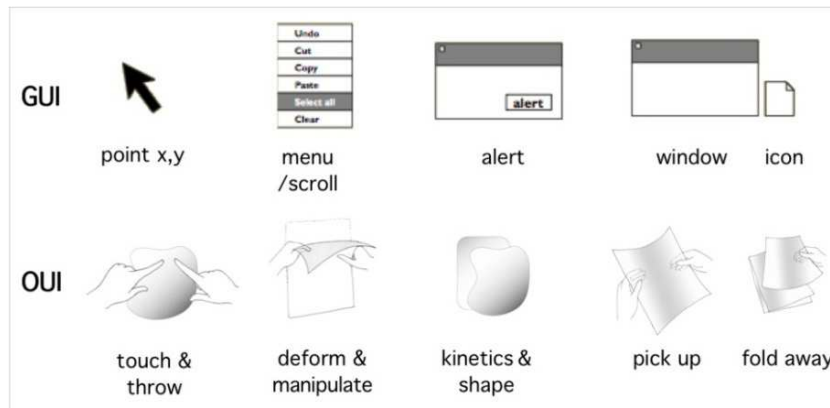 GUI
Undo
Cut
Copy
Paste
Select all
Clear
alert
point x,y
menu
/scroll
alert
window
icon
OUI
touch &
throw
deform &
manipulate
kinetics &
shape
pick up
fold away